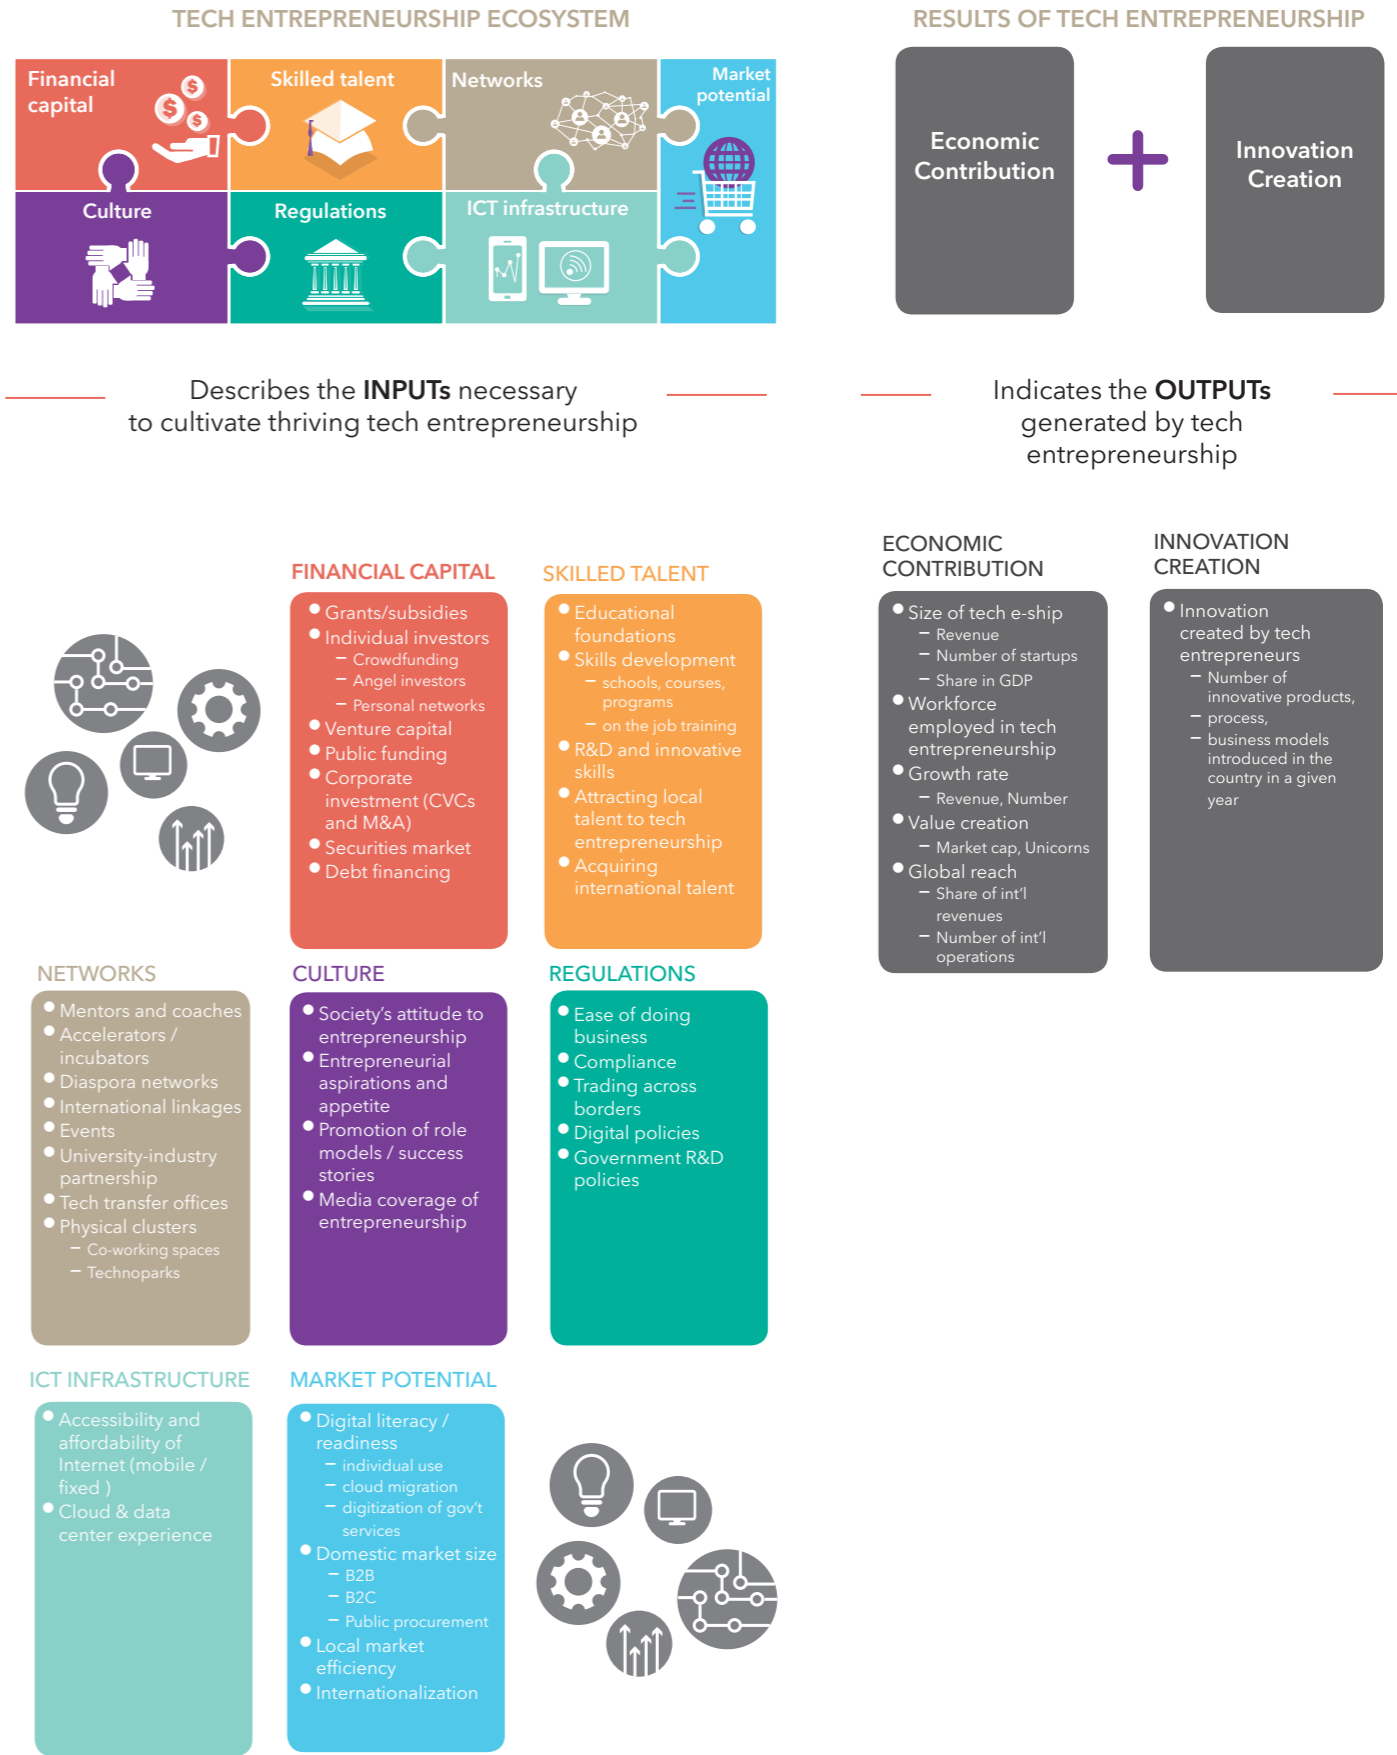 TECH ENTREPRENEURSHIP ECOSYSTEM
Financial
capital
Skilled talent
Networks
Market
potential
Culture
Regulations
ICT infrastructure
Describes the INPUTs necessary
to cultivate thriving tech entrepreneurship
RESULTS OF TECH ENTREPRENEURSHIP
Economic
Contribution
+
Innovation
Creation
Indicates the OUTPUTs
generated by tech
entrepreneurship
FINANCIAL CAPITAL
• Grants/subsidies
• Individual investors
– Crowdfunding
– Angel investors
– Personal networks
• Venture capital
• Public funding
• Corporate
investment (CVCs
and M&A)
• Securities market
• Debt financing
SKILLED TALENT
• Educational
foundations
• Skills development
– schools, courses,
programs
– on the job training
• R&D and innovative
skills
• Attracting local
talent to tech
entrepreneurship
• Acquiring
international talent
NETWORKS
• Mentors and coaches
• Accelerators /
incubators
• Diaspora networks
• International linkages
• Events
• University-industry
partnership
• Tech transfer offices
• Physical clusters
– Co-working spaces
– Technoparks
CULTURE
• Society’s attitude to
entrepreneurship
• Entrepreneurial
aspirations and
appetite
• Promotion of role
models / success
stories
• Media coverage of
entrepreneurship
REGULATIONS
• Ease of doing
business
• Compliance
• Trading across
borders
• Digital policies
• Government R&D
policies
ICT INFRASTRUCTURE
• Accessibility and
affordability of
Internet (mobile /
fixed )
• Cloud & data
center experience
MARKET POTENTIAL
• Digital literacy /
readiness
– individual use
– cloud migration
– digitization of gov’t
services
• Domestic market size
– B2B
– B2C
– Public procurement
• Local market
efficiency
• Internationalization
ECONOMIC
CONTRIBUTION
• Size of tech e-ship
– Revenue
– Number of startups
– Share in GDP
• Workforce
employed in tech
entrepreneurship
• Growth rate
– Revenue, Number
• Value creation
– Market cap, Unicorns
• Global reach
– Share of int’l
revenues
– Number of int’l
operations
INNOVATION
CREATION
• Innovation
created by tech
entrepreneurs
– Number of
innovative products,
– process,
– business models
introduced in the
country in a given
year